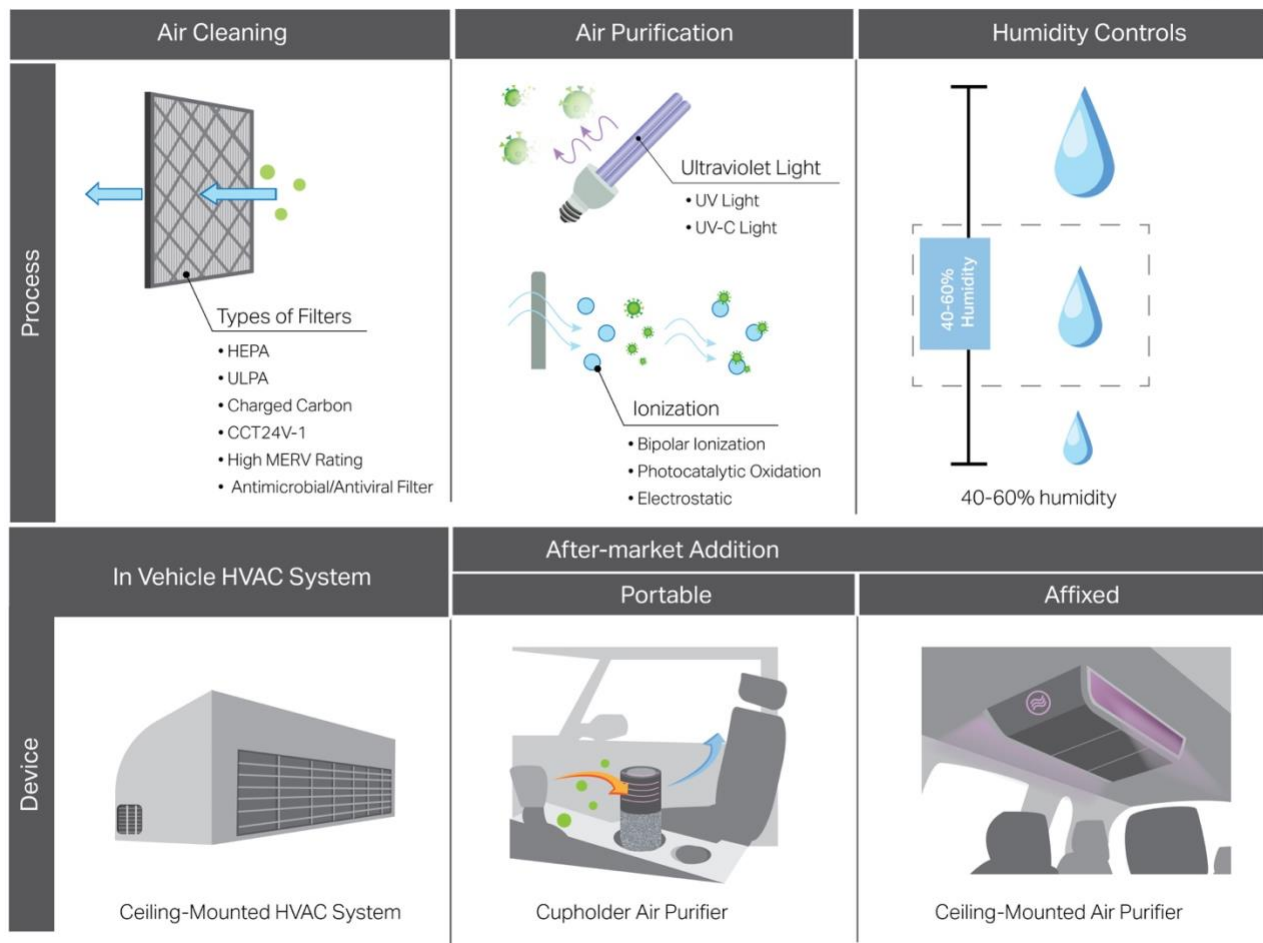 Air Cleaning
Air Purification
Humidity Controls
Process
Types of Filters
• HEPA
• ULPA
• Charged Carbon
• CCT24V-1
• High MERV Rating
• Antimicrobial/Antiviral Filter
Ultraviolet Light
• UV Light
• UV-C Light
Ionization
• Bipolar Ionization
• Photocatalytic Oxidation
• Electrostatic
40-60%
Humidity
40-60% humidity
Device
In Vehicle HVAC System
After-market Addition
Portable
Affixed
Ceiling-Mounted HVAC System
Cupholder Air Purifier
Ceiling-Mounted Air Purifier